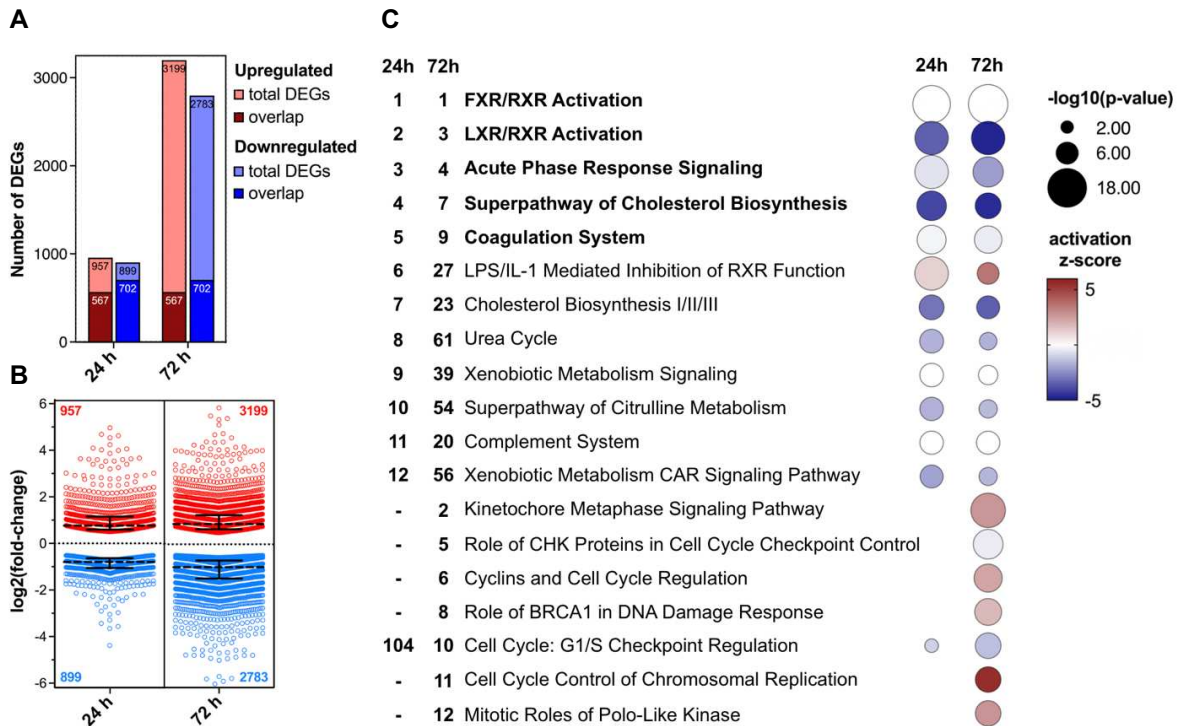 A
Number of DEGs
3000
2000
1000
0
957
567
899
702
3199
567
2783
702
24 h
72 h
Upregulated
total DEGs
overlap
Downregulated
total DEGs
overlap
B
log2(fold-change)
6
4
2
0
-2
-4
-6
957
3199
899
2783
24 h
72 h
C
24h 72h 24h 72h
1 1 FXR/RXR Activation
2 3 LXR/RXR Activation
3 4 Acute Phase Response Signaling
4 7 Superpathway of Cholesterol Biosynthesis
5 9 Coagulation System
6 27 LPS/IL-1 Mediated Inhibition of RXR Function
7 23 Cholesterol Biosynthesis I/II/III
8 61 Urea Cycle
9 39 Xenobiotic Metabolism Signaling
10 54 Superpathway of Citrulline Metabolism
11 20 Complement System
12 56 Xenobiotic Metabolism CAR Signaling Pathway
- 2 Kinetochore Metaphase Signaling Pathway
- 5 Role of CHK Proteins in Cell Cycle Checkpoint Control
- 6 Cyclins and Cell Cycle Regulation
- 8 Role of BRCA1 in DNA Damage Response
104 10 Cell Cycle: G1/S Checkpoint Regulation
- 11 Cell Cycle Control of Chromosomal Replication
- 12 Mitotic Roles of Polo-Like Kinase
-log10(p-value)
2.00
6.00
18.00
activation
z-score
5
-5